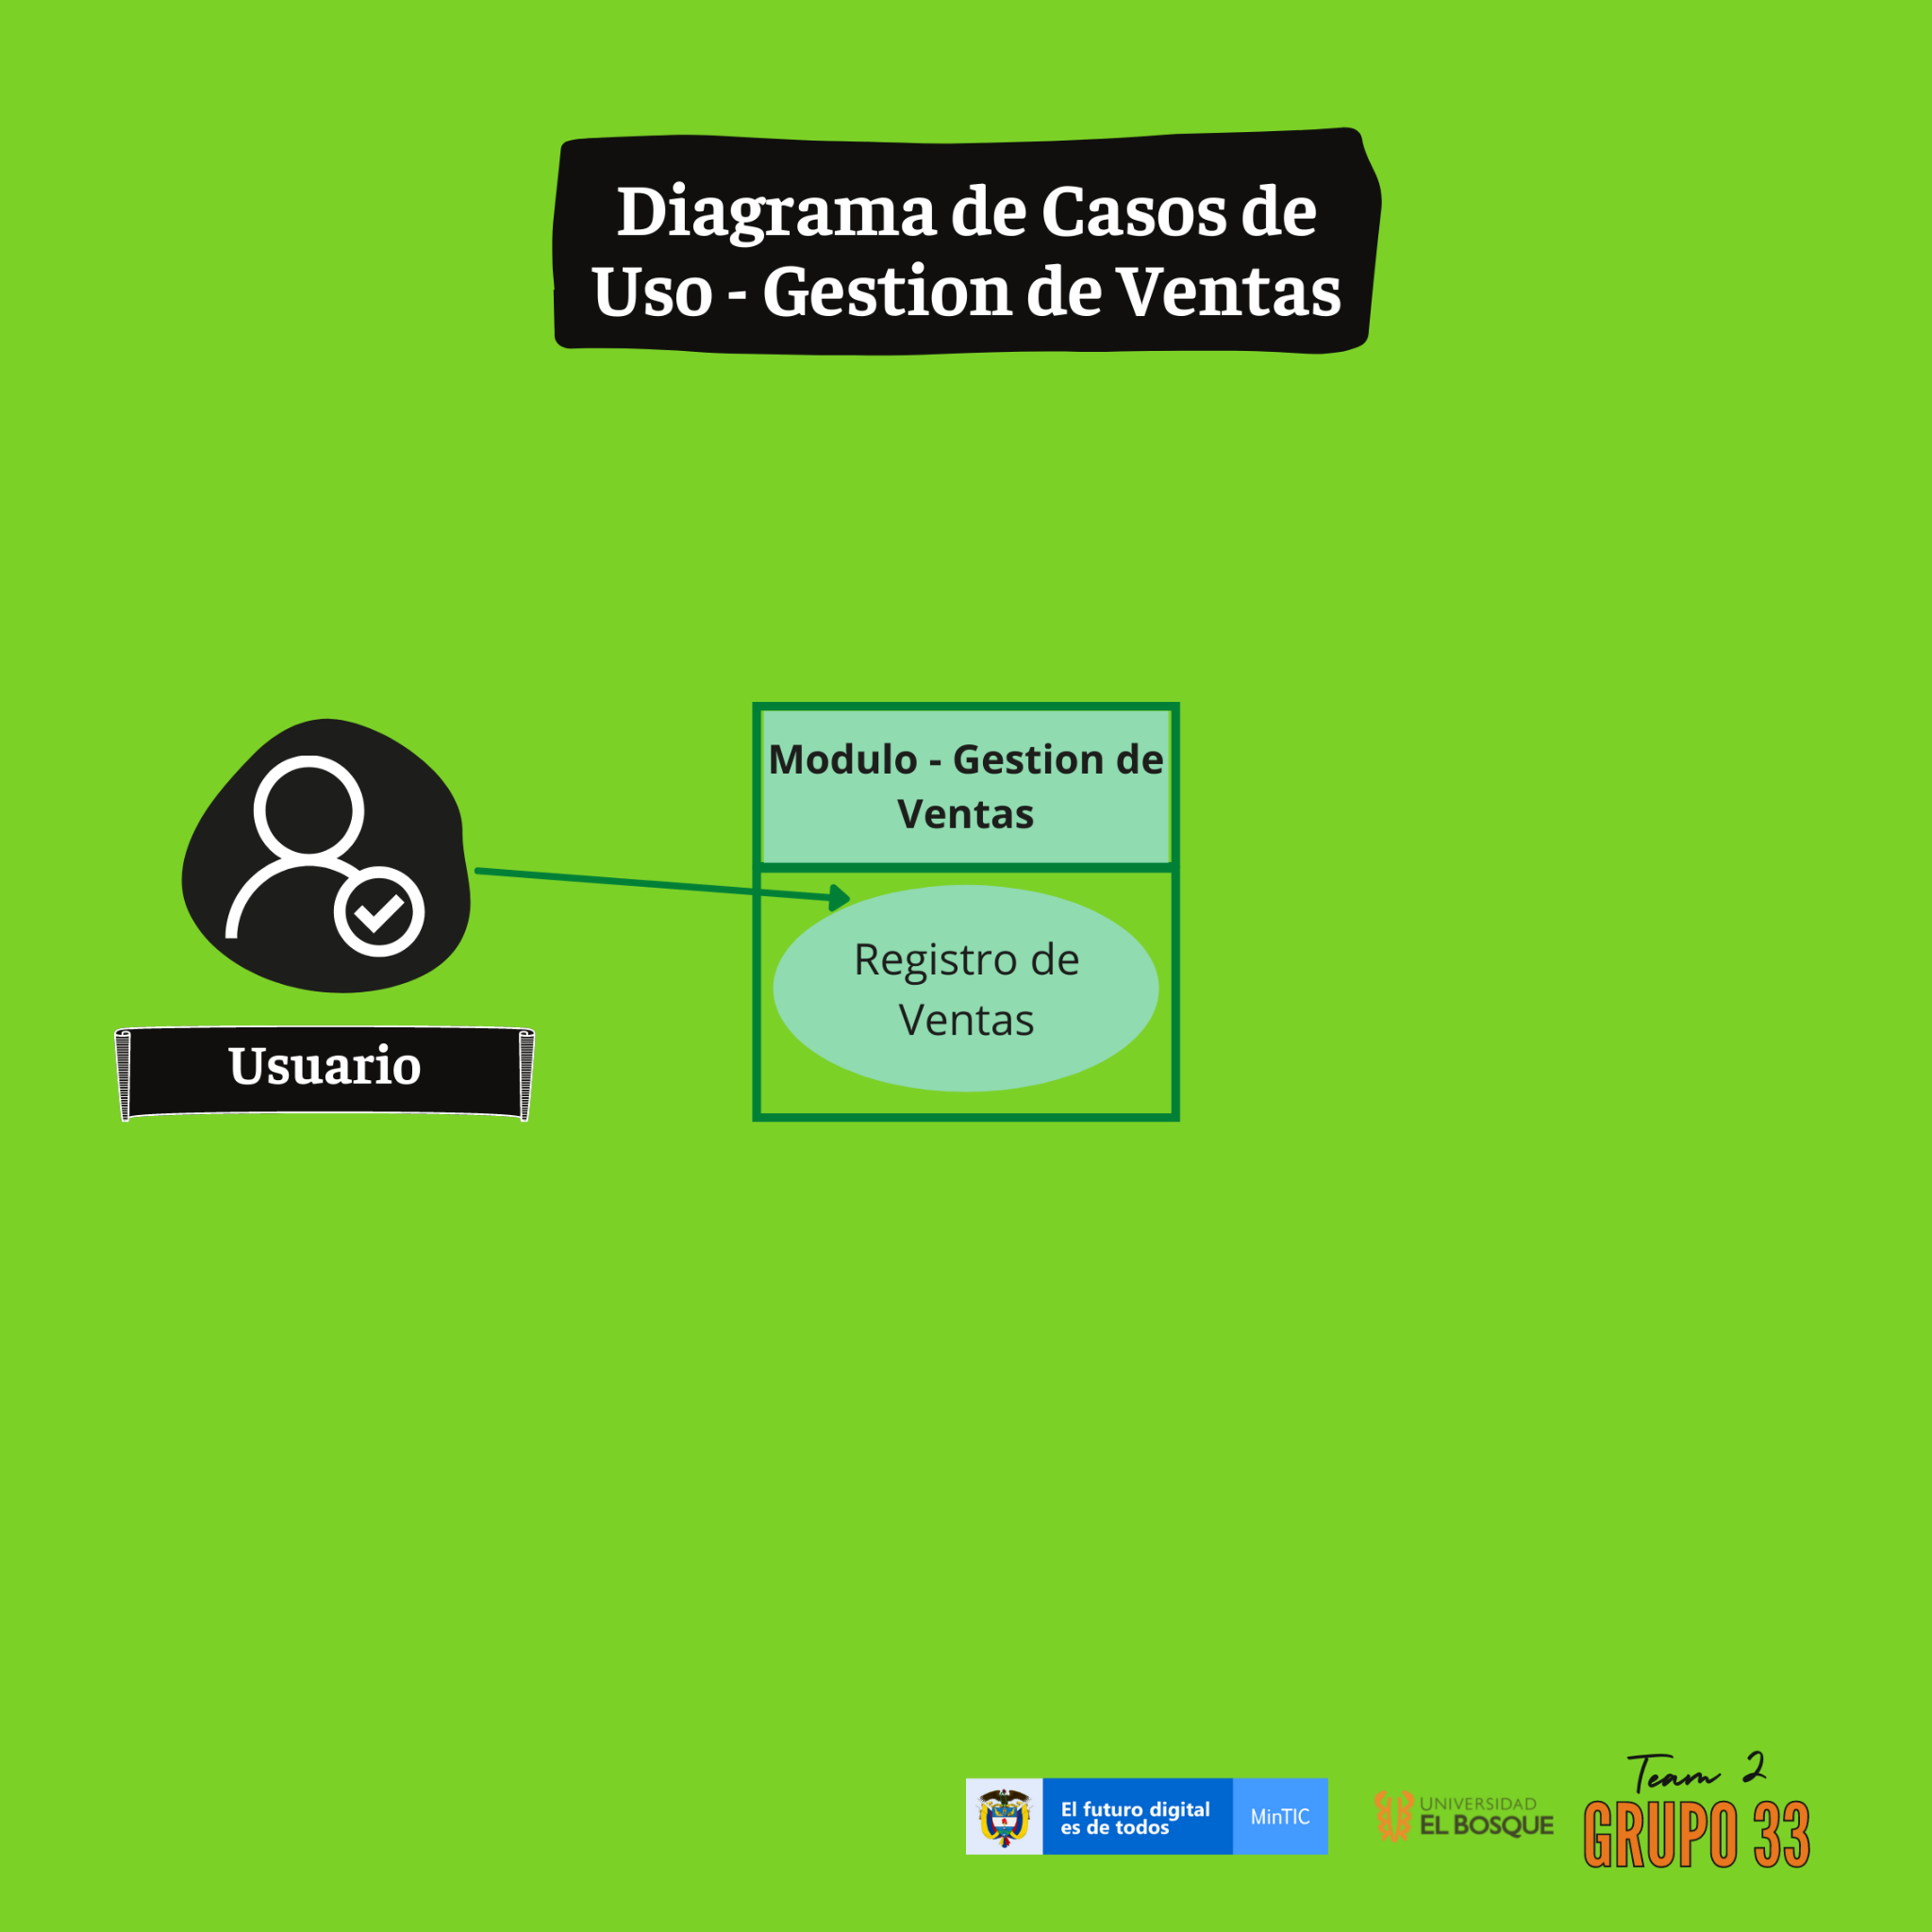 Diagrama de Casos de
Uso - Gestion de Ventas
Modulo - Gestion de
Ventas
Registro de
Ventas
Usuario
El futuro digital
es de todos
MinTIC
UNIVERSIDAD
EL BOSQUE
Team 2
GRUPO 33